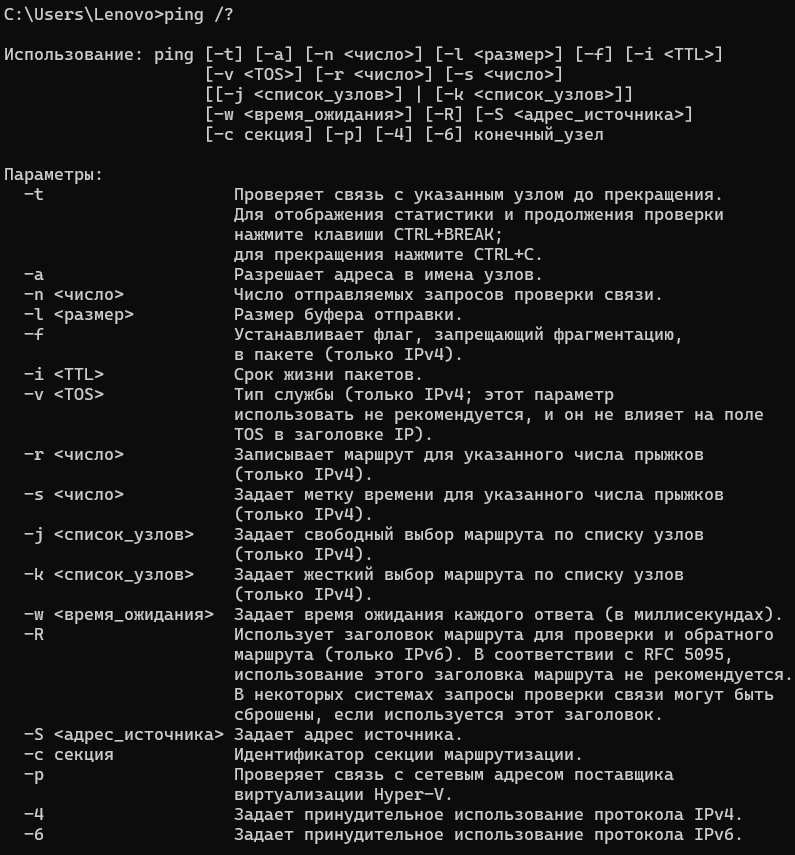 C:\Users\Lenovo>ping /?
Использование: ping [-t] [-a] [-n <число>] [-l <размер>] [-f] [-i <TTL>]
[-v <TOS>] [-r <число>] [-s <число>]
[[-j <список_узлов>] | [-k <список_узлов>]]
[-w <время_ожидания>] [-R] [-S <адрес_источника>]
[-c секция] [-p] [-4] [-6] конечный_узел
Параметры:
-t Проверяет связь с указанным узлом до прекращения.
Для отображения статистики и продолжения проверки
нажмите клавиши CTRL+BREAK;
для прекращения нажмите CTRL+C.
-a Разрешает адреса в имена узлов.
-n <число> Число отправляемых запросов проверки связи.
-l <размер> Размер буфера отправки.
-f Устанавливает флаг, запрещающий фрагментацию,
в пакете (только IPv4).
-i <TTL> Срок жизни пакетов.
-v <TOS> Тип службы (только IPv4; этот параметр
использовать не рекомендуется, и он не влияет на поле
TOS в заголовке IP).
-r <число> Записывает маршрут для указанного числа прыжков
(только IPv4).
-s <число> Задает метку времени для указанного числа прыжков
(только IPv4).
-j <список_узлов> Задает свободный выбор маршрута по списку узлов
(только IPv4).
-k <список_узлов> Задает жесткий выбор маршрута по списку узлов
(только IPv4).
-w <время_ожидания> Задает время ожидания каждого ответа (в миллисекундах).
-R Использует заголовок маршрута для проверки и обратного
маршрута (только IPv6). В соответствии с RFC 5095,
использование этого заголовка маршрута не рекомендуется.
В некоторых системах запросы проверки связи могут быть
сброшены, если используется этот заголовок.
-S <адрес_источника> Задает адрес источника.
-c секция Идентификатор секции маршрутизации.
-p Проверяет связь с сетевым адресом поставщика
виртуализации Hyper-V.
-4 Задает принудительное использование протокола IPv4.
-6 Задает принудительное использование протокола IPv6.